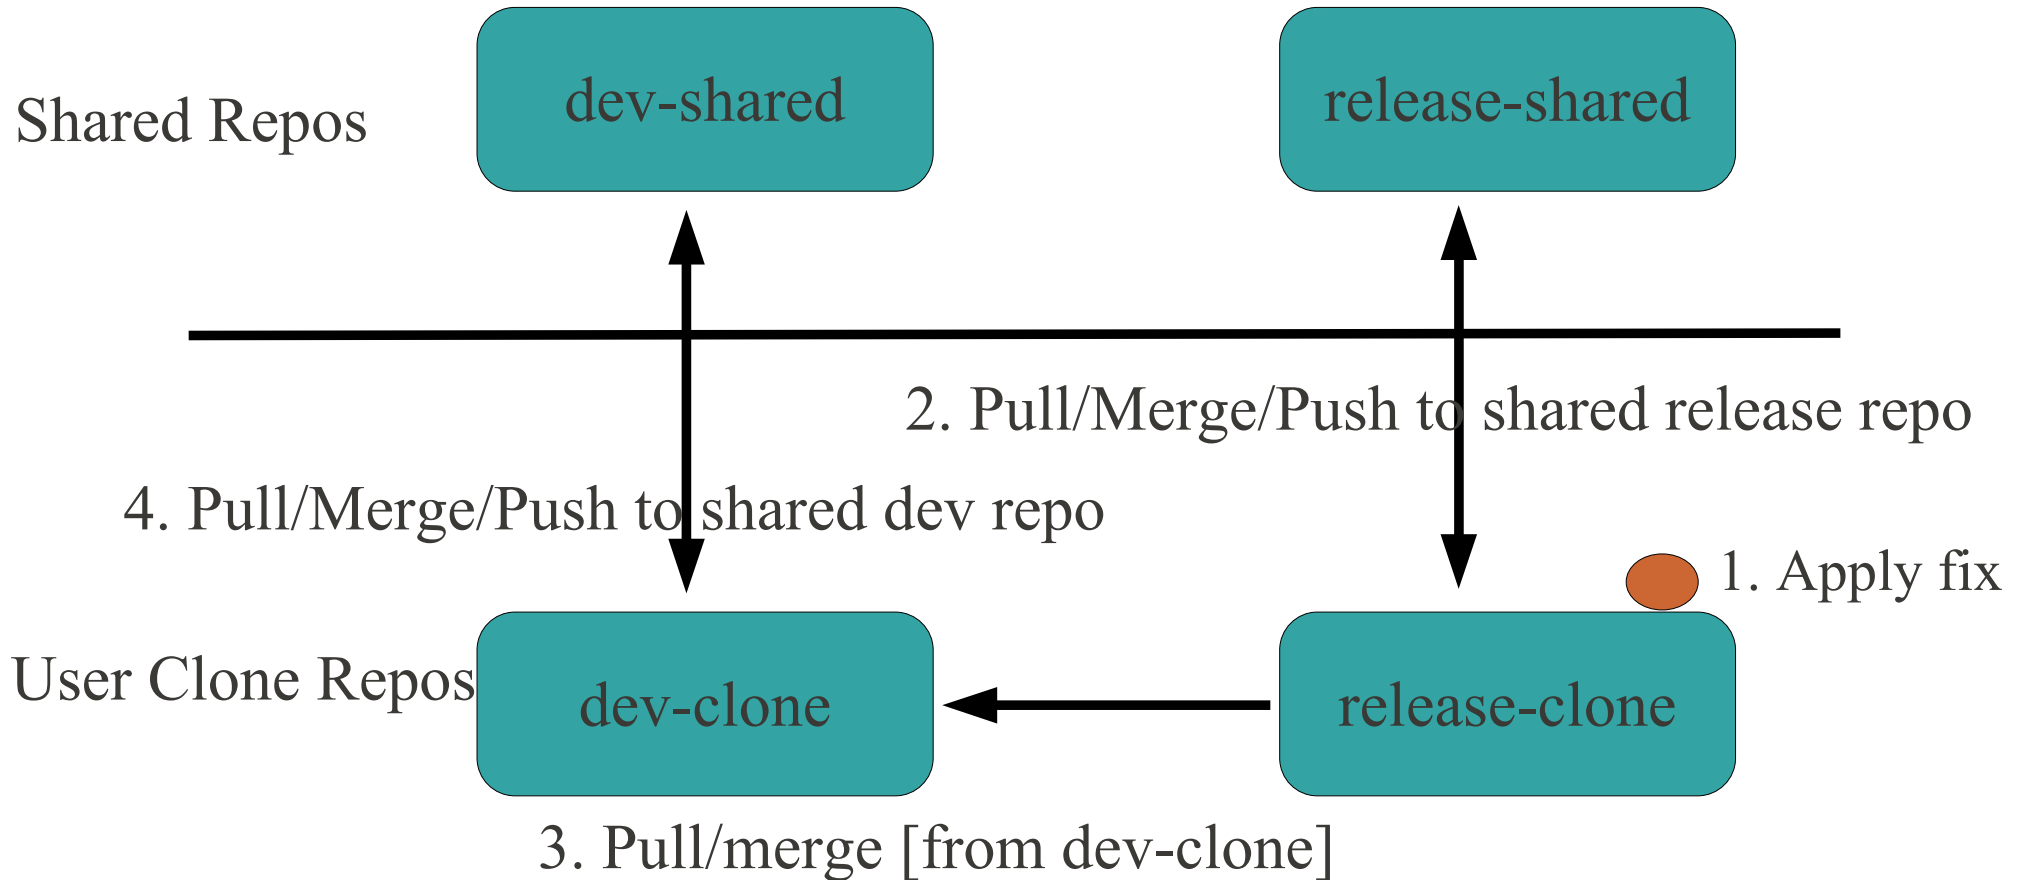 dev-shared
release-shared
Shared Repos
2. Pull/Merge/Push to shared release repo
4. Pull/Merge/Push to shared dev repo
1. Apply fix
User Clone Repos
dev-clone
release-clone
3. Pull/merge [from dev-clone]